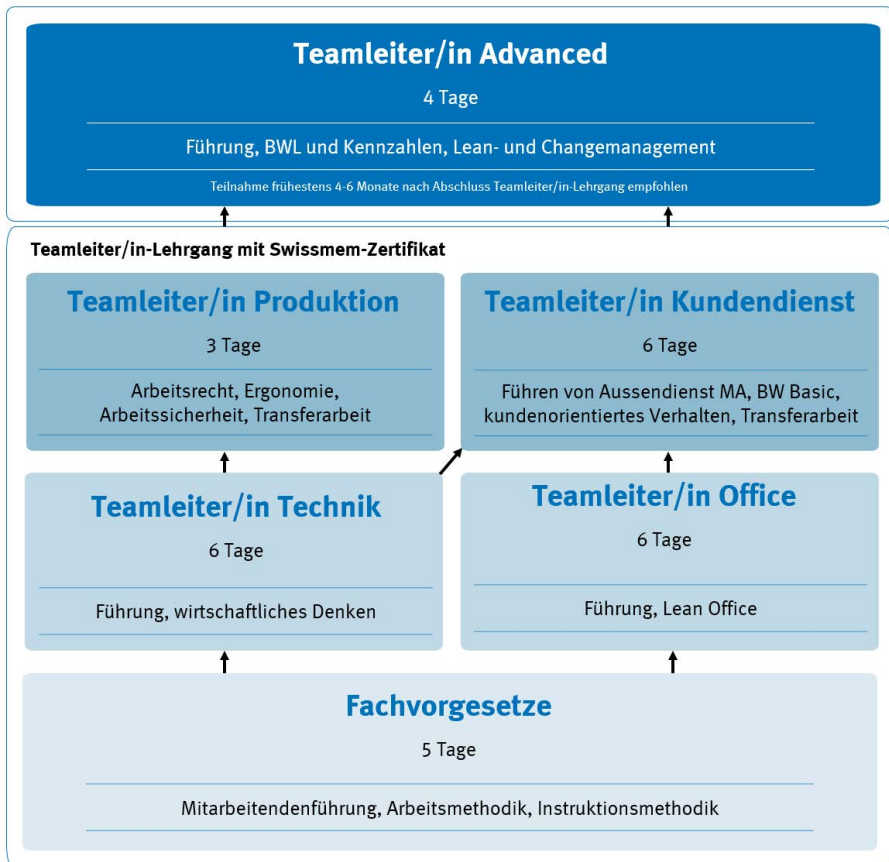 Teamleiter/in Advanced
4 Tage
Führung, BWL und Kennzahlen, Lean- und Changemanagement
Teilnahme frühestens 4-6 Monate nach Abschluss Teamleiter/in-Lehrgang empfohlen
Teamleiter/in-Lehrgang mit Swissmem-Zertifikat
Teamleiter/in Produktion
3 Tage
Arbeitsrecht, Ergonomie,
Arbeitssicherheit, Transferarbeit
Teamleiter/in Kundendienst
6 Tage
Führen von Aussendienst MA, BW Basic,
kundenorientiertes Verhalten, Transferarbeit
Teamleiter/in Technik
6 Tage
Führung, wirtschaftliches Denken
Teamleiter/in Office
6 Tage
Führung, Lean Office
Fachvorgesetze
5 Tage
Mitarbeitendenführung, Arbeitsmethodik, Instruktionsmethodik